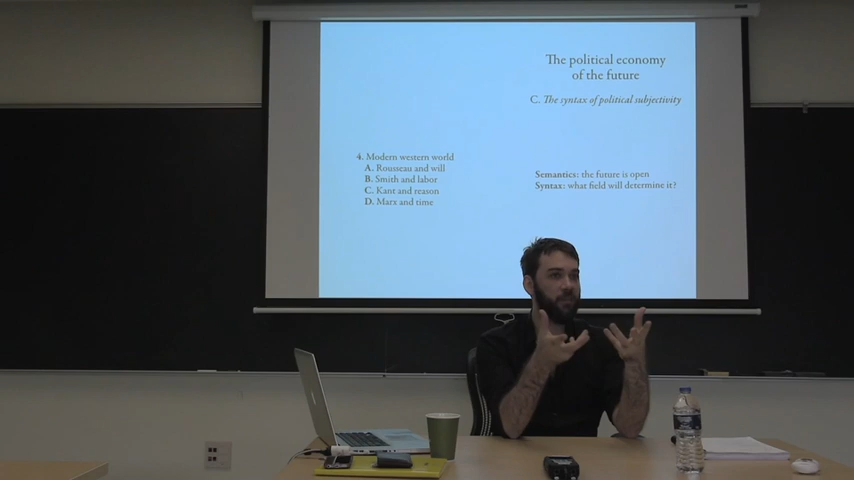 The political economy
of the future
C. The syntax of political subjectivity
4. Modern western world
A. Rousseau and will
B. Smith and labor
C. Kant and reason
D. Marx and time
Semantics: the future is open
Syntax: what field will determine it?